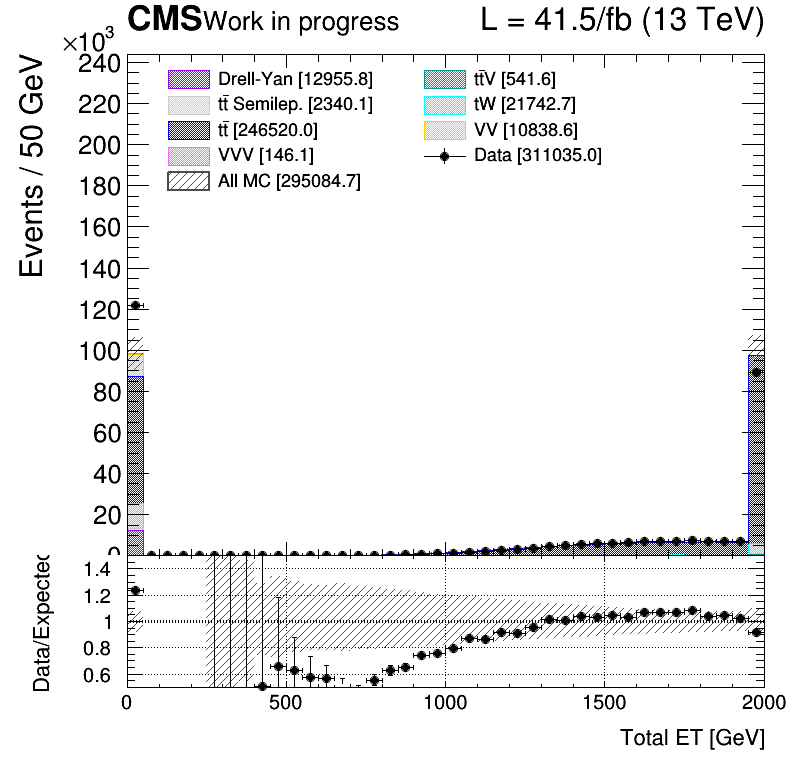 CMS Work in progress L = 41.5/fb (13 TeV)
×10³
Events / 50 GeV
240
220
200
180
160
140
120
100
80
60
40
20
0
Drell-Yan [12955.8]
tt̄ Semilep. [2340.1]
tt̄ [246520.0]
VVV [146.1]
All MC [295084.7]
tt̄V [541.6]
tW [21742.7]
VV [10838.6]
Data [311035.0]
Data/Expected
1.4
1.2
1
0.8
0.6
0 500 1000 1500 2000
Total ET [GeV]